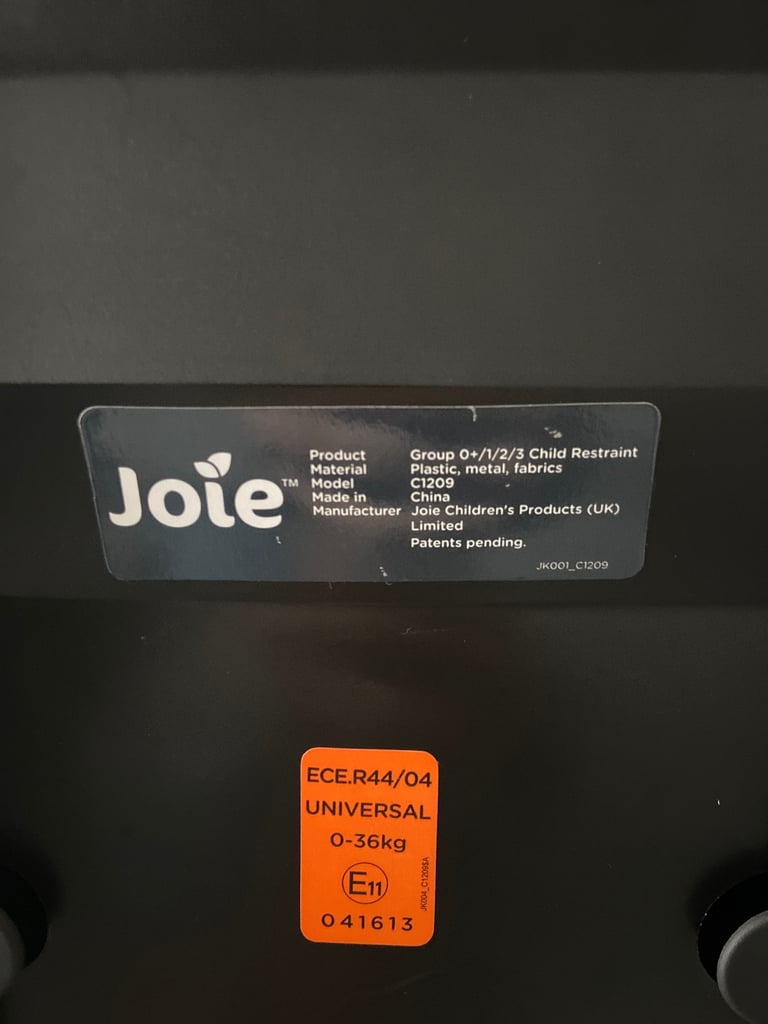 Joie™
Product Group 0+/1/2/3 Child Restraint
Material Plastic, metal, fabrics
Model C1209
Made in China
Manufacturer Joie Children's Products (UK)
Limited
Patents pending.
JK001_C1209
ECE.R44/04
UNIVERSAL
0-36kg
E11
041613
JK004_C1209$A